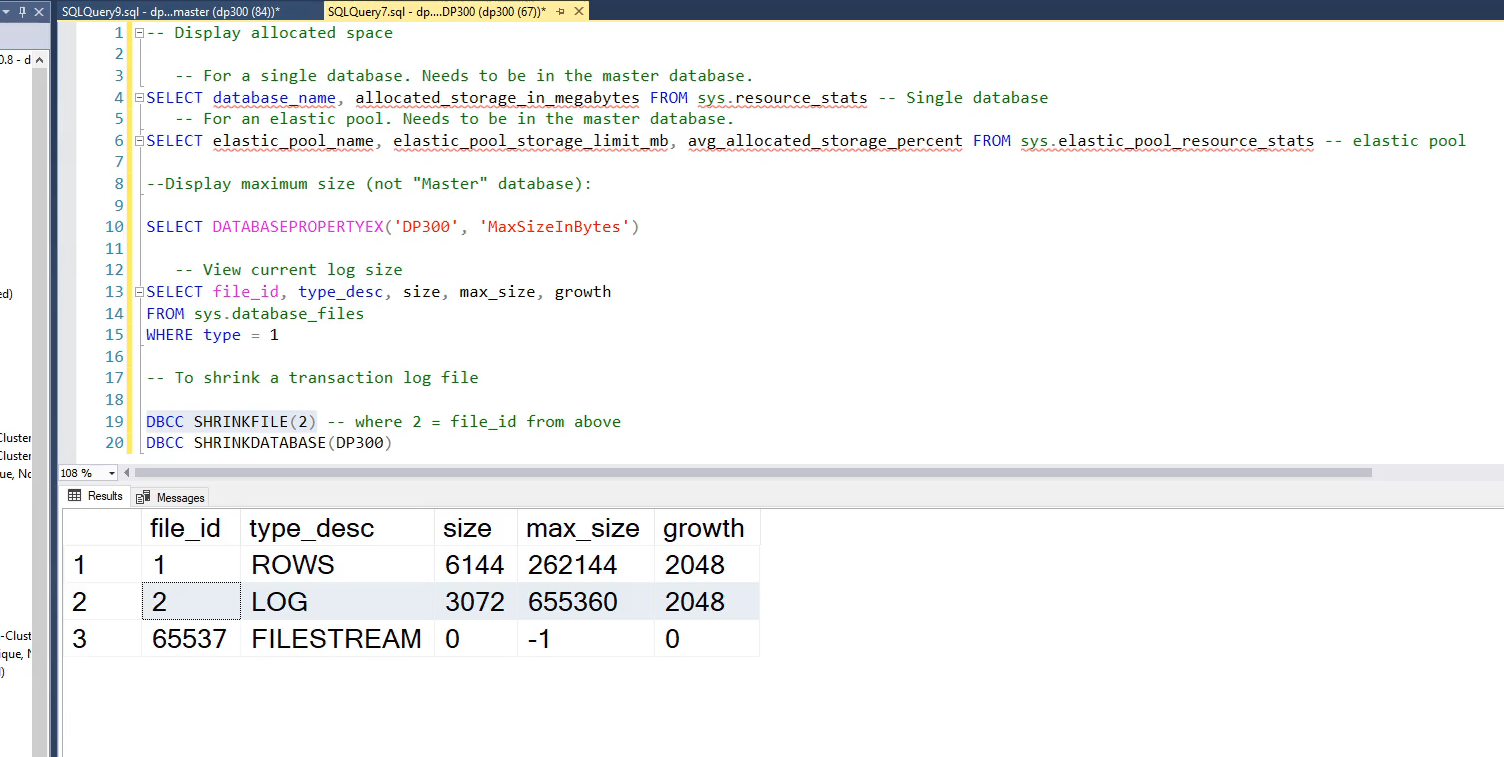 SQLQuery9.sql - dp...master (dp300 (84))* SQLQuery7.sql - dp....DP300 (dp300 (67))*
1 -- Display allocated space
0.8 - d
2
3 -- For a single database. Needs to be in the master database.
4 SELECT database_name, allocated_storage_in_megabytes FROM sys.resource_stats -- Single database
5 -- For an elastic pool. Needs to be in the master database.
6 SELECT elastic_pool_name, elastic_pool_storage_limit_mb, avg_allocated_storage_percent FROM sys.elastic_pool_resource_stats -- elastic pool
7
8 --Display maximum size (not "Master" database):
9
10 SELECT DATABASEPROPERTYEX('DP300', 'MaxSizeInBytes')
11
12 -- View current log size
13 SELECT file_id, type_desc, size, max_size, growth
ed)
14 FROM sys.database_files
15 WHERE type = 1
16
17 -- To shrink a transaction log file
18
19 DBCC SHRINKFILE(2) -- where 2 = file_id from above
20 DBCC SHRINKDATABASE(DP300)
Cluster
Cluster
ue, No
108 %
Results Messages
file_id type_desc size max_size growth
1 1 ROWS 6144 262144 2048
2 2 LOG 3072 655360 2048
3 65537 FILESTREAM 0 -1 0
-Clust
ique, N
)